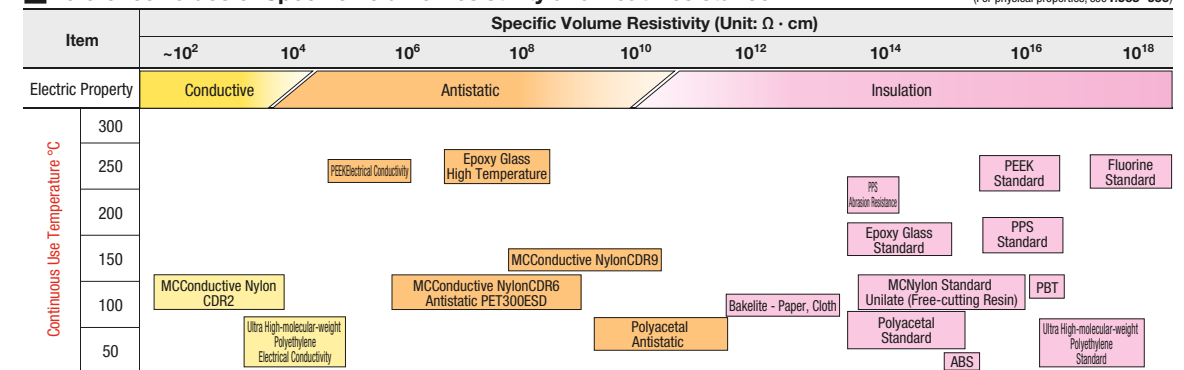 Specific Volume Resistivity (Unit: Ω · cm)
Item
~10² 10⁴ 10⁶ 10⁸ 10¹⁰ 10¹² 10¹⁴ 10¹⁶ 10¹⁸
Electric Property Conductive Antistatic Insulation
Continuous Use Temperature °C
300
250
PEEKElectrical Conductivity
Epoxy Glass
High Temperature
PEEK
Standard
Fluorine
Standard
PPS
Abrasion Resistance
200
Epoxy Glass
Standard
PPS
Standard
150
MCConductive NylonCDR9
MCConductive Nylon
CDR2
MCConductive NylonCDR6
Antistatic PET300ESD
MCNylon Standard
Unilate (Free-cutting Resin)
PBT
100
Bakelite - Paper, Cloth
Ultra High-molecular-weight
Polyethylene
Electrical Conductivity
Polyacetal
Antistatic
Polyacetal
Standard
Ultra High-molecular-weight
Polyethylene
Standard
50
ABS